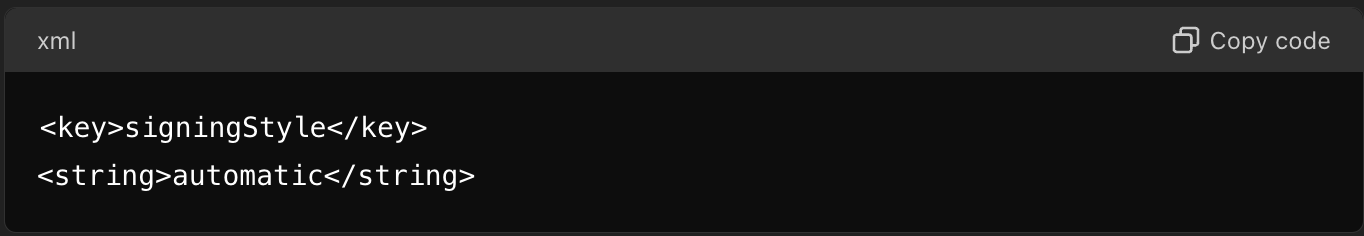 xml
Copy code
<key>signingStyle</key>
<string>automatic</string>